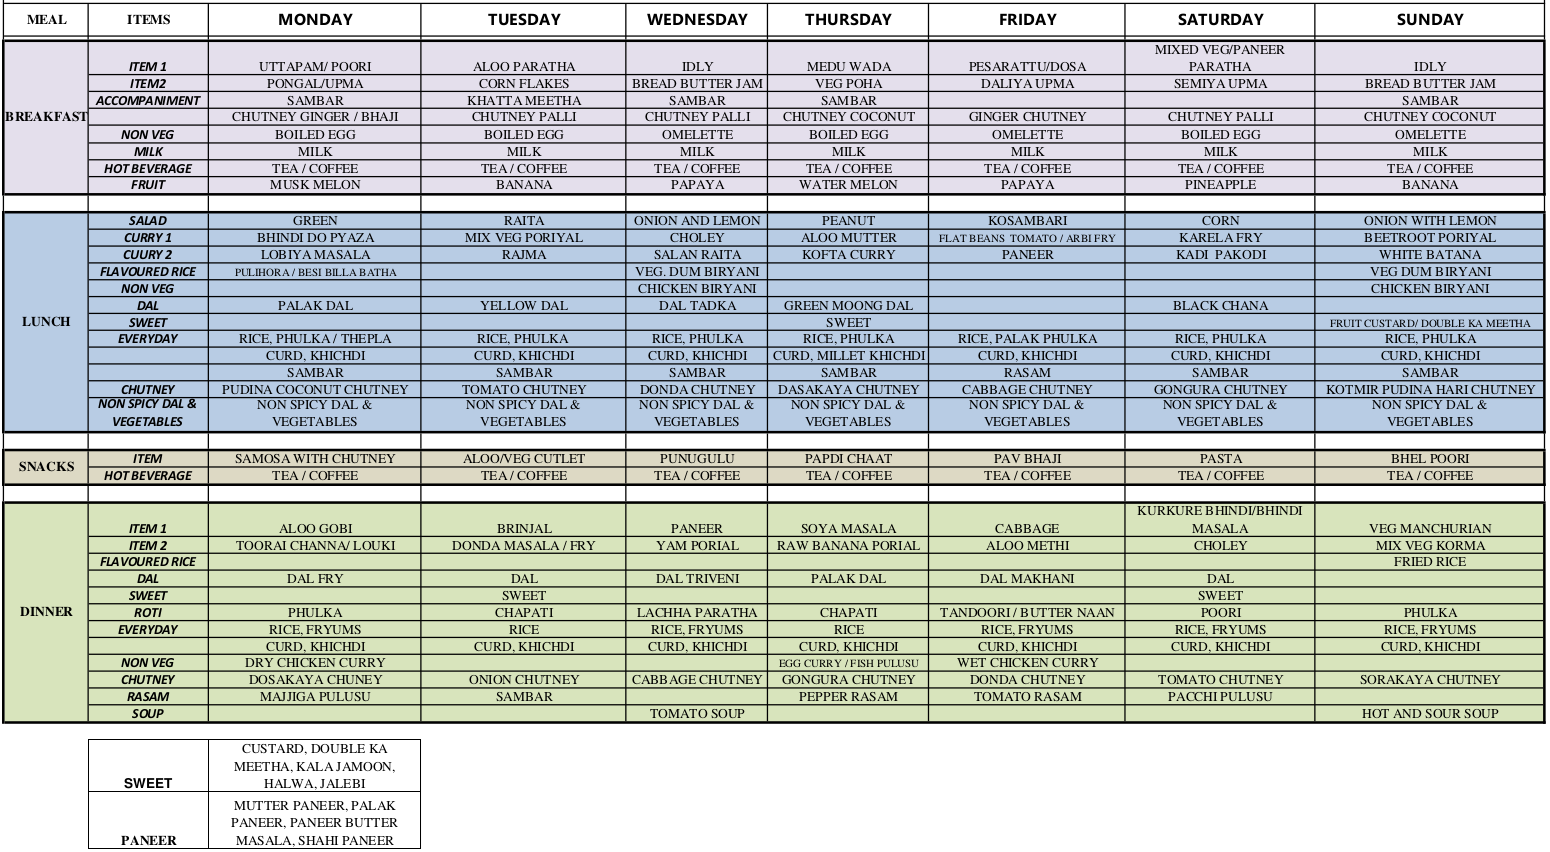 MEAL ITEMS MONDAY TUESDAY WEDNESDAY THURSDAY FRIDAY SATURDAY SUNDAY
MIXED VEG/PANEER
ITEM 1 UTTAPAM/ POORI ALOO PARATHA IDLY MEDU WADA PESARATTU/DOSA PARATHA IDLY
ITEM2 PONGAL/UPMA CORN FLAKES BREAD BUTTER JAM VEG POHA DALIYA UPMA SEMIYA UPMA BREAD BUTTER JAM
ACCOMPANIMENT SAMBAR KHATTA MEETHA SAMBAR SAMBAR SAMBAR
BREAKFAST CHUTNEY GINGER / BHAJI CHUTNEY PALLI CHUTNEY PALLI CHUTNEY COCONUT GINGER CHUTNEY CHUTNEY PALLI CHUTNEY COCONUT
NON VEG BOILED EGG BOILED EGG OMELETTE BOILED EGG OMELETTE BOILED EGG OMELETTE
MILK MILK MILK MILK MILK MILK MILK MILK
HOT BEVERAGE TEA / COFFEE TEA / COFFEE TEA / COFFEE TEA / COFFEE TEA / COFFEE TEA / COFFEE TEA / COFFEE
FRUIT MUSK MELON BANANA PAPAYA WATER MELON PAPAYA PINEAPPLE BANANA
SALAD GREEN RAITA ONION AND LEMON PEANUT KOSAMBARI CORN ONION WITH LEMON
CURRY 1 BHINDI DO PYAZA MIX VEG PORIYAL CHOLEY ALOO MUTTER FLAT BEANS TOMATO / ARBI FRY KARELA FRY BEETROOT PORIYAL
CUURY 2 LOBIYA MASALA RAJMA SALAN RAITA KOFTA CURRY PANEER KADI PAKODI WHITE BATANA
FLAVOURED RICE PULIHORA / BESI BILLA BATHA VEG. DUM BIRYANI VEG DUM BIRYANI
NON VEG CHICKEN BIRYANI CHICKEN BIRYANI
DAL PALAK DAL YELLOW DAL DAL TADKA GREEN MOONG DAL BLACK CHANA
LUNCH SWEET SWEET FRUIT CUSTARD/ DOUBLE KA MEETHA
EVERYDAY RICE, PHULKA / THEPLA RICE, PHULKA RICE, PHULKA RICE, PHULKA RICE, PALAK PHULKA RICE, PHULKA RICE, PHULKA
CURD, KHICHDI CURD, KHICHDI CURD, KHICHDI CURD, MILLET KHICHDI CURD, KHICHDI CURD, KHICHDI CURD, KHICHDI
SAMBAR SAMBAR SAMBAR SAMBAR RASAM SAMBAR SAMBAR
CHUTNEY PUDINA COCONUT CHUTNEY TOMATO CHUTNEY DONDA CHUTNEY DASAKAYA CHUTNEY CABBAGE CHUTNEY GONGURA CHUTNEY KOTMIR PUDINA HARI CHUTNEY
NON SPICY DAL & NON SPICY DAL & NON SPICY DAL & NON SPICY DAL & NON SPICY DAL & NON SPICY DAL & NON SPICY DAL & NON SPICY DAL &
VEGETABLES VEGETABLES VEGETABLES VEGETABLES VEGETABLES VEGETABLES VEGETABLES VEGETABLES
SNACKS ITEM SAMOSA WITH CHUTNEY ALOO/VEG CUTLET PUNUGULU PAPDI CHAAT PAV BHAJI PASTA BHEL POORI
HOT BEVERAGE TEA / COFFEE TEA / COFFEE TEA / COFFEE TEA / COFFEE TEA / COFFEE TEA / COFFEE TEA / COFFEE
KURKURE BHINDI/BHINDI
ITEM 1 ALOO GOBI BRINJAL PANEER SOYA MASALA CABBAGE MASALA VEG MANCHURIAN
ITEM 2 TOORAI CHANNA/ LOUKI DONDA MASALA / FRY YAM PORIAL RAW BANANA PORIAL ALOO METHI CHOLEY MIX VEG KORMA
FLAVOURED RICE FRIED RICE
DAL DAL FRY DAL DAL TRIVENI PALAK DAL DAL MAKHANI DAL
SWEET SWEET SWEET
DINNER ROTI PHULKA CHAPATI LACHHA PARATHA CHAPATI TANDOORI / BUTTER NAAN POORI PHULKA
EVERYDAY RICE, FRYUMS RICE RICE, FRYUMS RICE RICE, FRYUMS RICE, FRYUMS RICE, FRYUMS
CURD, KHICHDI CURD, KHICHDI CURD, KHICHDI CURD, KHICHDI CURD, KHICHDI CURD, KHICHDI CURD, KHICHDI
NON VEG DRY CHICKEN CURRY EGG CURRY / FISH PULUSU WET CHICKEN CURRY
CHUTNEY DOSAKAYA CHUNEY ONION CHUTNEY CABBAGE CHUTNEY GONGURA CHUTNEY DONDA CHUTNEY TOMATO CHUTNEY SORAKAYA CHUTNEY
RASAM MAJJIGA PULUSU SAMBAR PEPPER RASAM TOMATO RASAM PACCHI PULUSU
SOUP TOMATO SOUP HOT AND SOUR SOUP
CUSTARD, DOUBLE KA
MEETHA, KALA JAMOON,
SWEET HALWA, JALEBI
MUTTER PANEER, PALAK
PANEER, PANEER BUTTER
PANEER MASALA, SHAHI PANEER